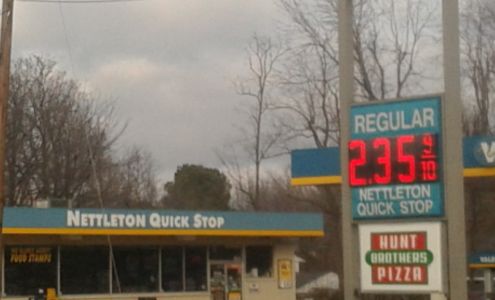 NETTLETON QUICK STOP
FOOD STAMPS
REGULAR
2.35 9/10
NETTLETON
QUICK STOP
HUNT
BROTHERS
PIZZA